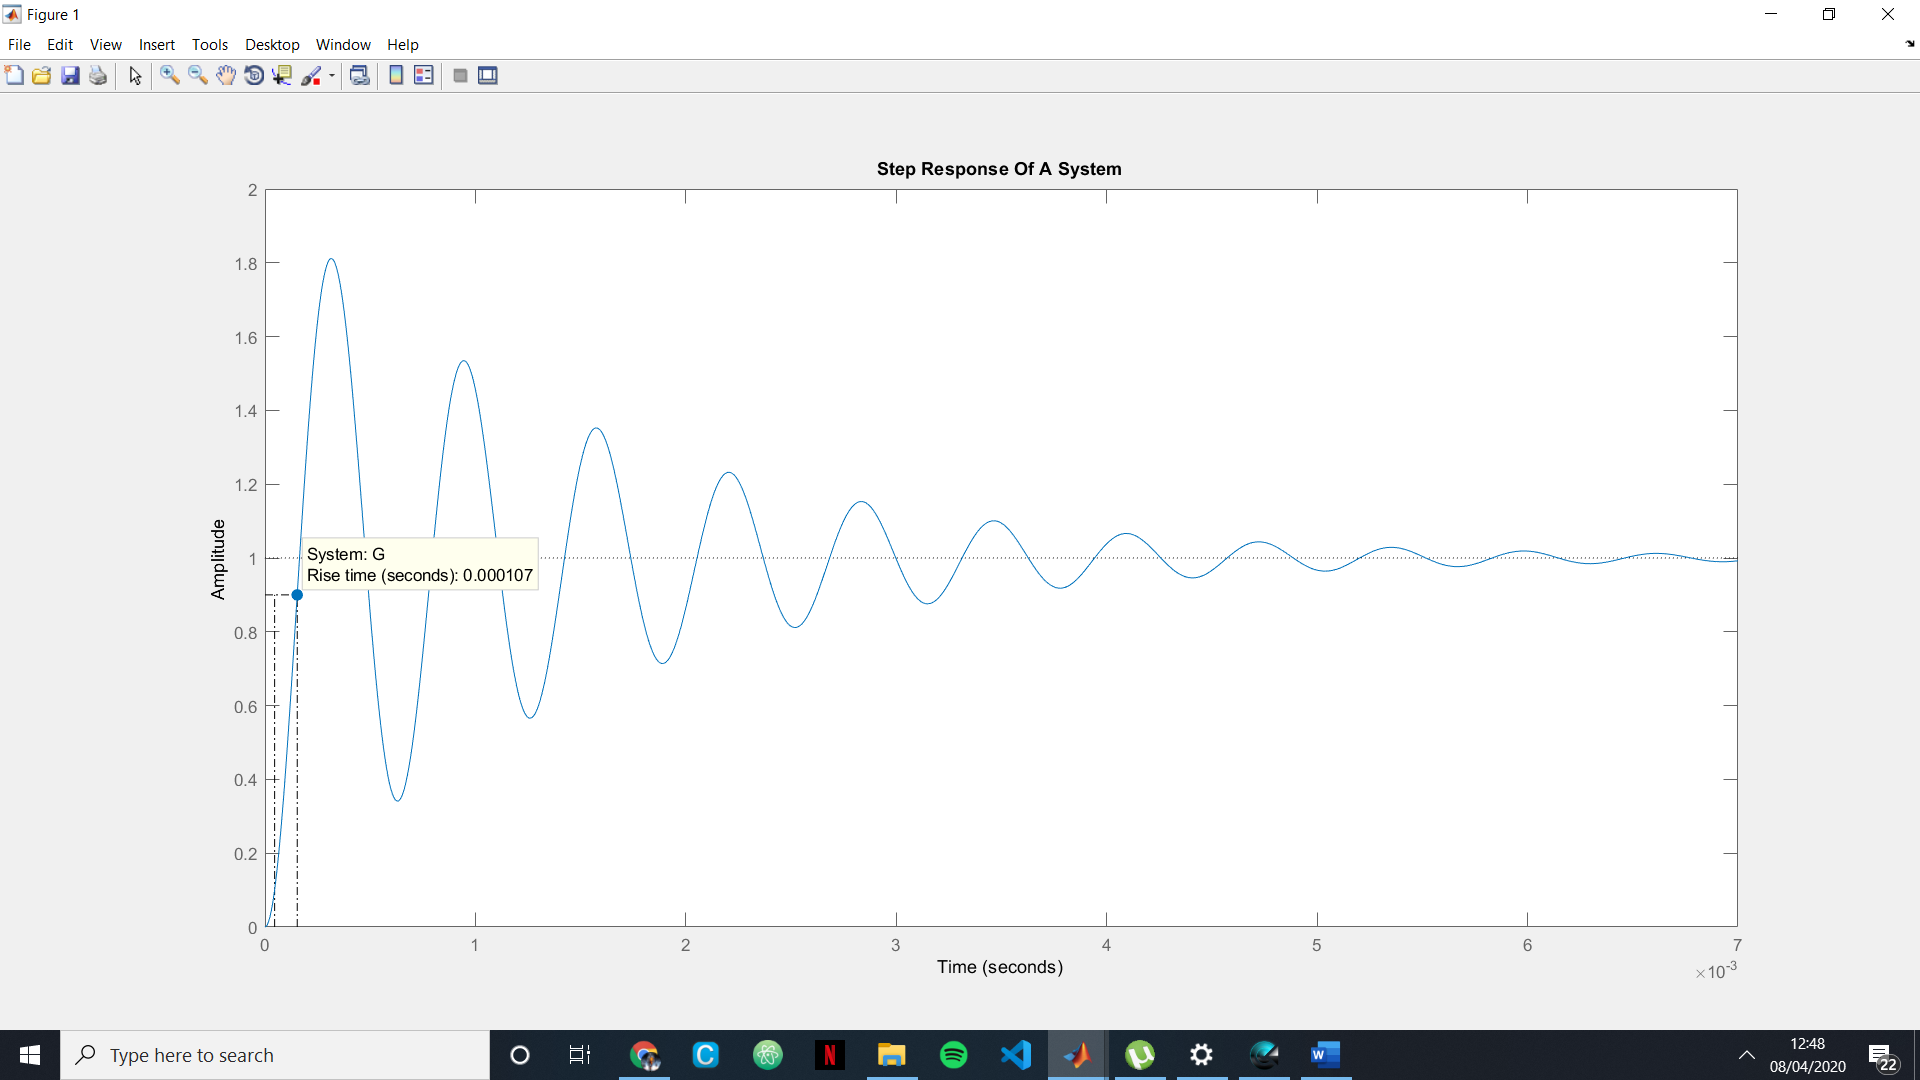 Figure 1
File Edit View Insert Tools Desktop Window Help
Step Response Of A System
2
1.8
1.6
1.4
1.2
1
0.8
0.6
0.4
0.2
0
Amplitude
System: G
Rise time (seconds): 0.000107
0 1 2 3 4 5 6 7
Time (seconds)
×10-3
Type here to search
C
N
W
12:48
08/04/2020
22